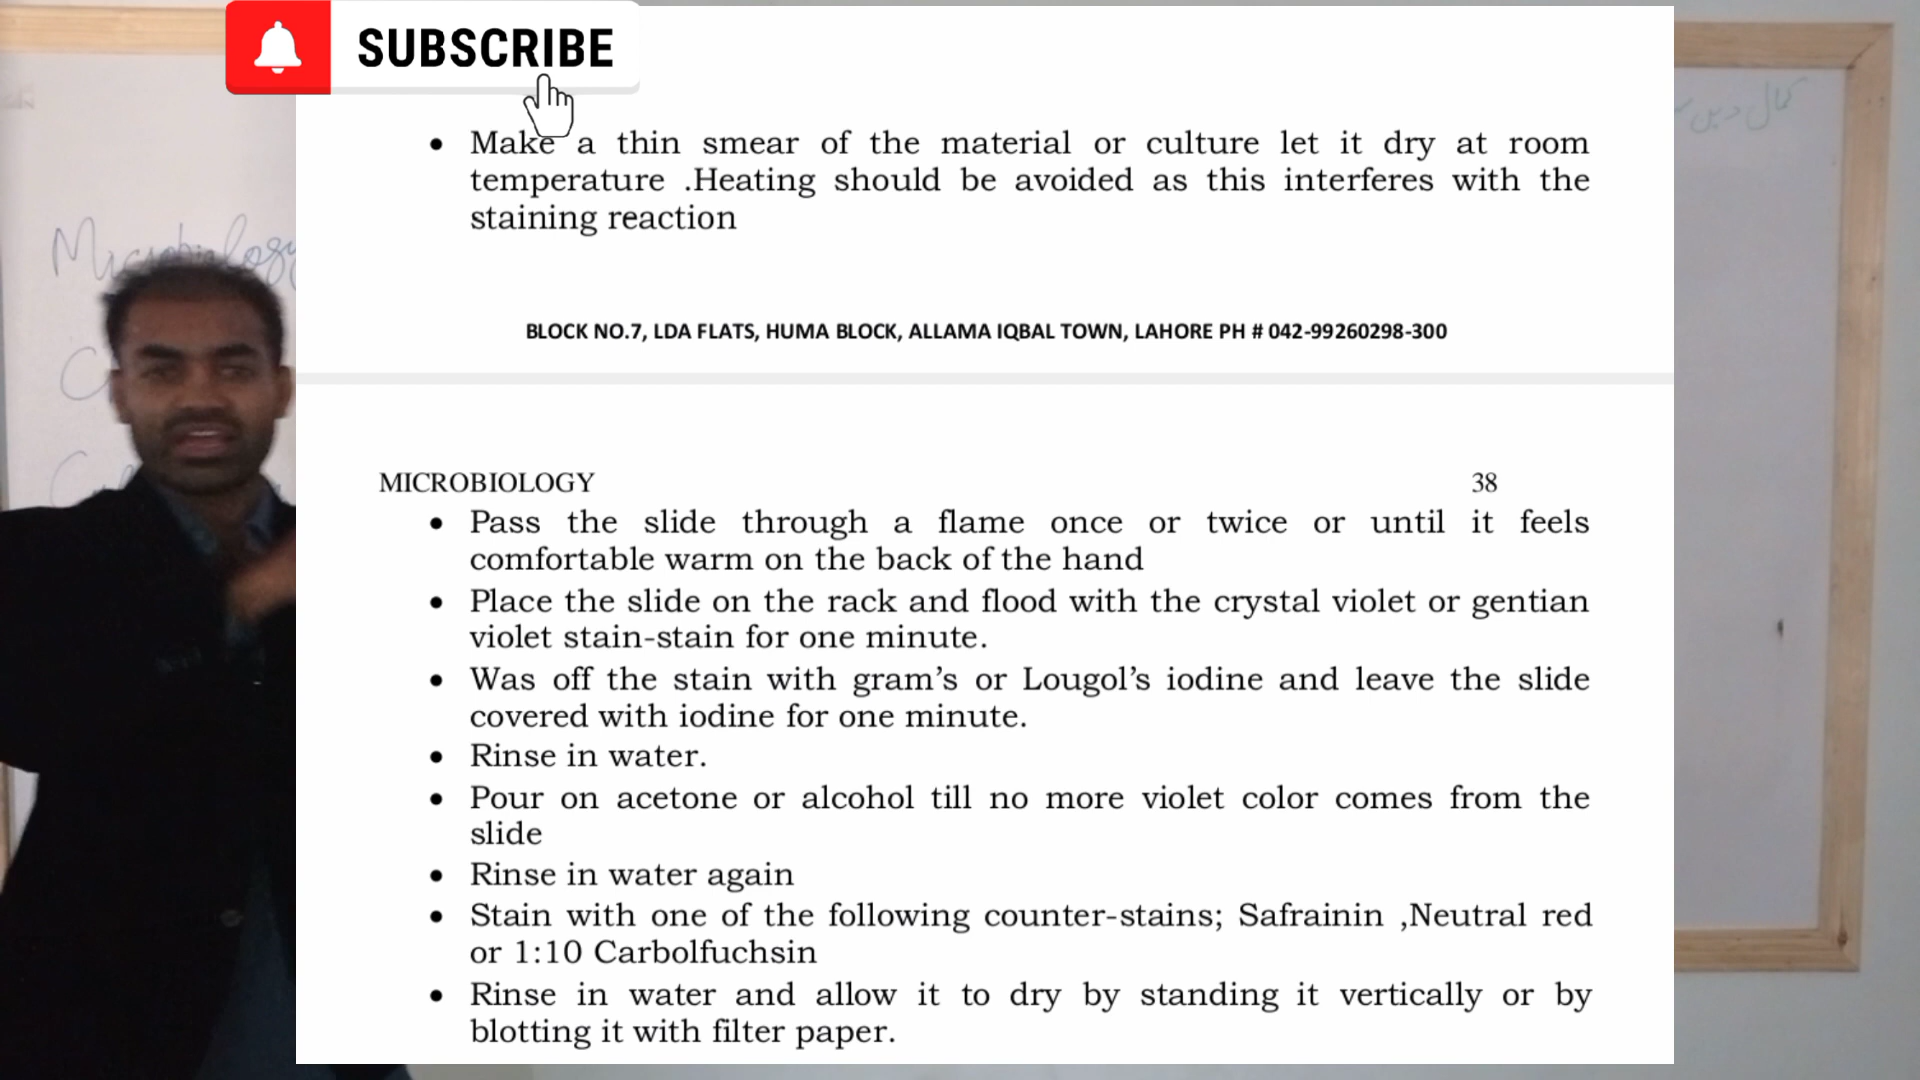 SUBSCRIBE
• Make a thin smear of the material or culture let it dry at room
temperature .Heating should be avoided as this interferes with the
staining reaction
BLOCK NO.7, LDA FLATS, HUMA BLOCK, ALLAMA IQBAL TOWN, LAHORE PH # 042-99260298-300
MICROBIOLOGY 38
• Pass the slide through a flame once or twice or until it feels
comfortable warm on the back of the hand
• Place the slide on the rack and flood with the crystal violet or gentian
violet stain-stain for one minute.
• Was off the stain with gram’s or Lougol’s iodine and leave the slide
covered with iodine for one minute.
• Rinse in water.
• Pour on acetone or alcohol till no more violet color comes from the
slide
• Rinse in water again
• Stain with one of the following counter-stains; Safrainin ,Neutral red
or 1:10 Carbolfuchsin
• Rinse in water and allow it to dry by standing it vertically or by
blotting it with filter paper.
Microbiology
کمال دین